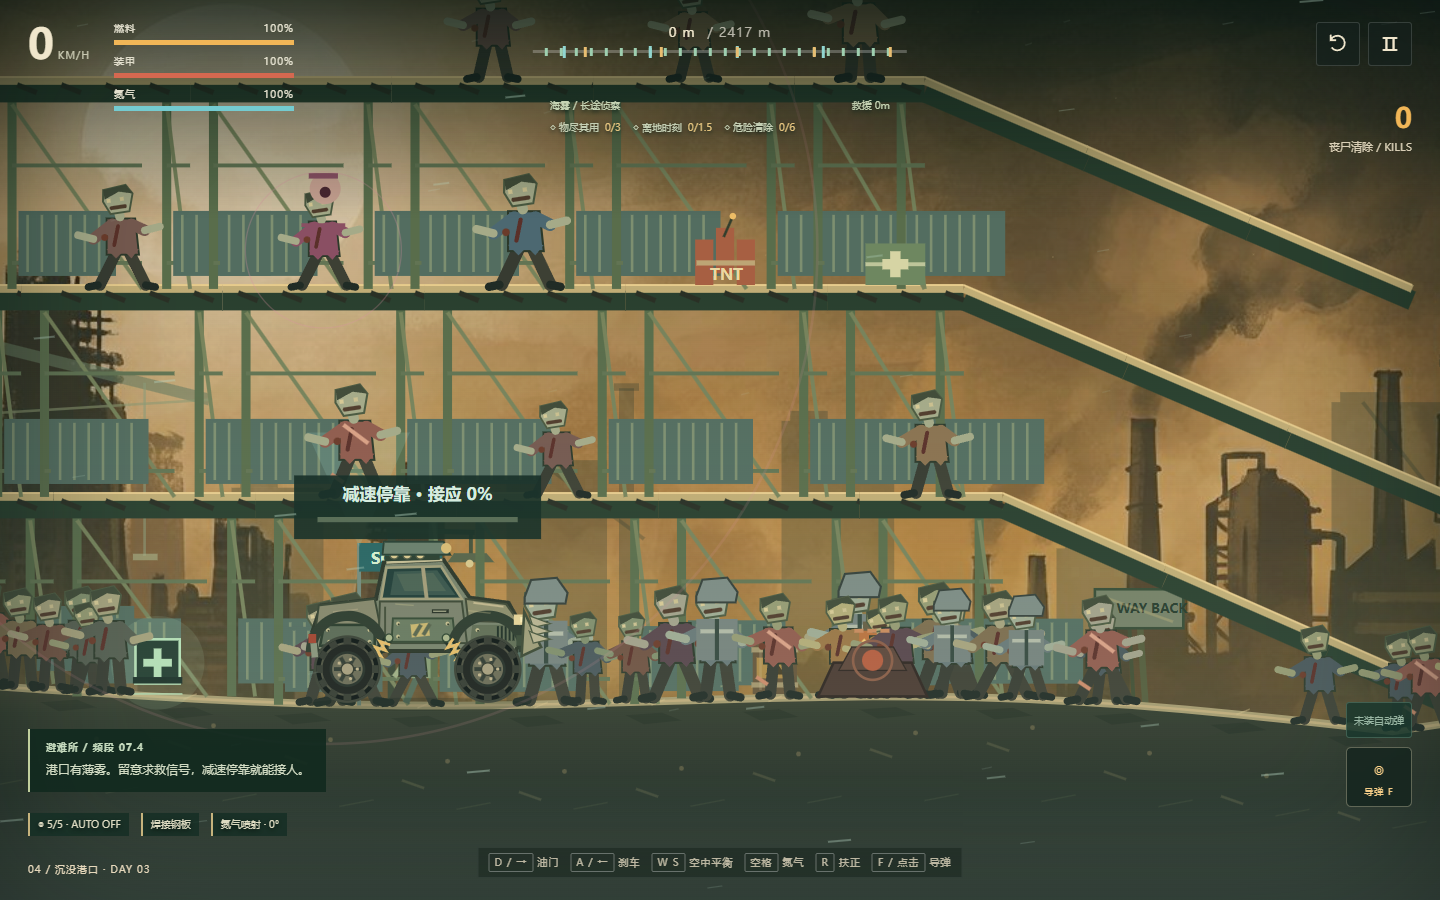 0 KM/H
燃料 100%
装甲 100%
氮气 100%
0 m / 2417 m
海雾 / 长途侦察 救援 0m
物尽其用 0/3 离地时刻 0/1.5 危险清除 0/6
0
丧尸清除 / KILLS
TNT
减速停靠 • 接应 0%
WAY BACK
未装自动弹
导弹 F
避难所 / 频段 07.4
港口有薄雾。留意求救信号，减速停靠就能接人。
5/5 · AUTO OFF 焊接钢板 氮气喷射 · 0°
04 / 沉没港口 · DAY 03
D / → 油门 A / ← 刹车 W S 空中平衡 空格 氮气 R 扶正 F / 点击 导弹